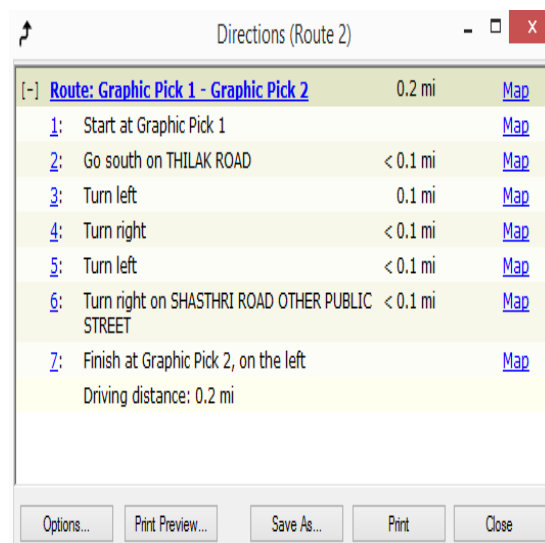 Directions (Route 2)
[-] Route: Graphic Pick 1 - Graphic Pick 2 0.2 mi Map
1: Start at Graphic Pick 1 Map
2: Go south on THILAK ROAD < 0.1 mi Map
3: Turn left 0.1 mi Map
4: Turn right < 0.1 mi Map
5: Turn left < 0.1 mi Map
6: Turn right on SHASTHRI ROAD OTHER PUBLIC < 0.1 mi Map
STREET
7: Finish at Graphic Pick 2, on the left Map
Driving distance: 0.2 mi
Options... Print Preview... Save As... Print Close